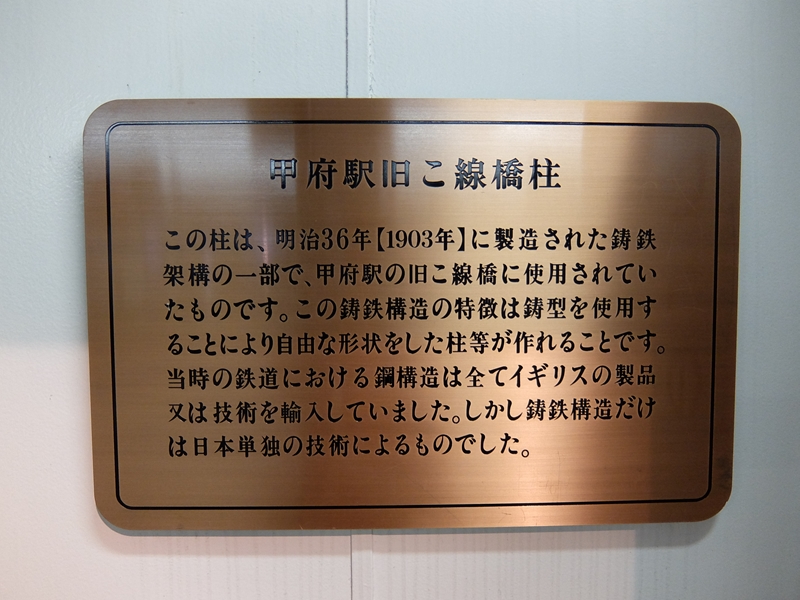 甲府駅旧こ線橋柱
この柱は、明治36年【1903年】に製造された鋳鉄
架構の一部で、甲府駅の旧こ線橋に使用されてい
たものです。この鋳鉄構造の特徴は鋳型を使用す
ることにより自由な形状をした柱等が作れることです。
当時の鉄道における鋼構造は全てイギリスの製品
又は技術を輸入していました。しかし鋳鉄構造だけ
は日本単独の技術によるものでした。